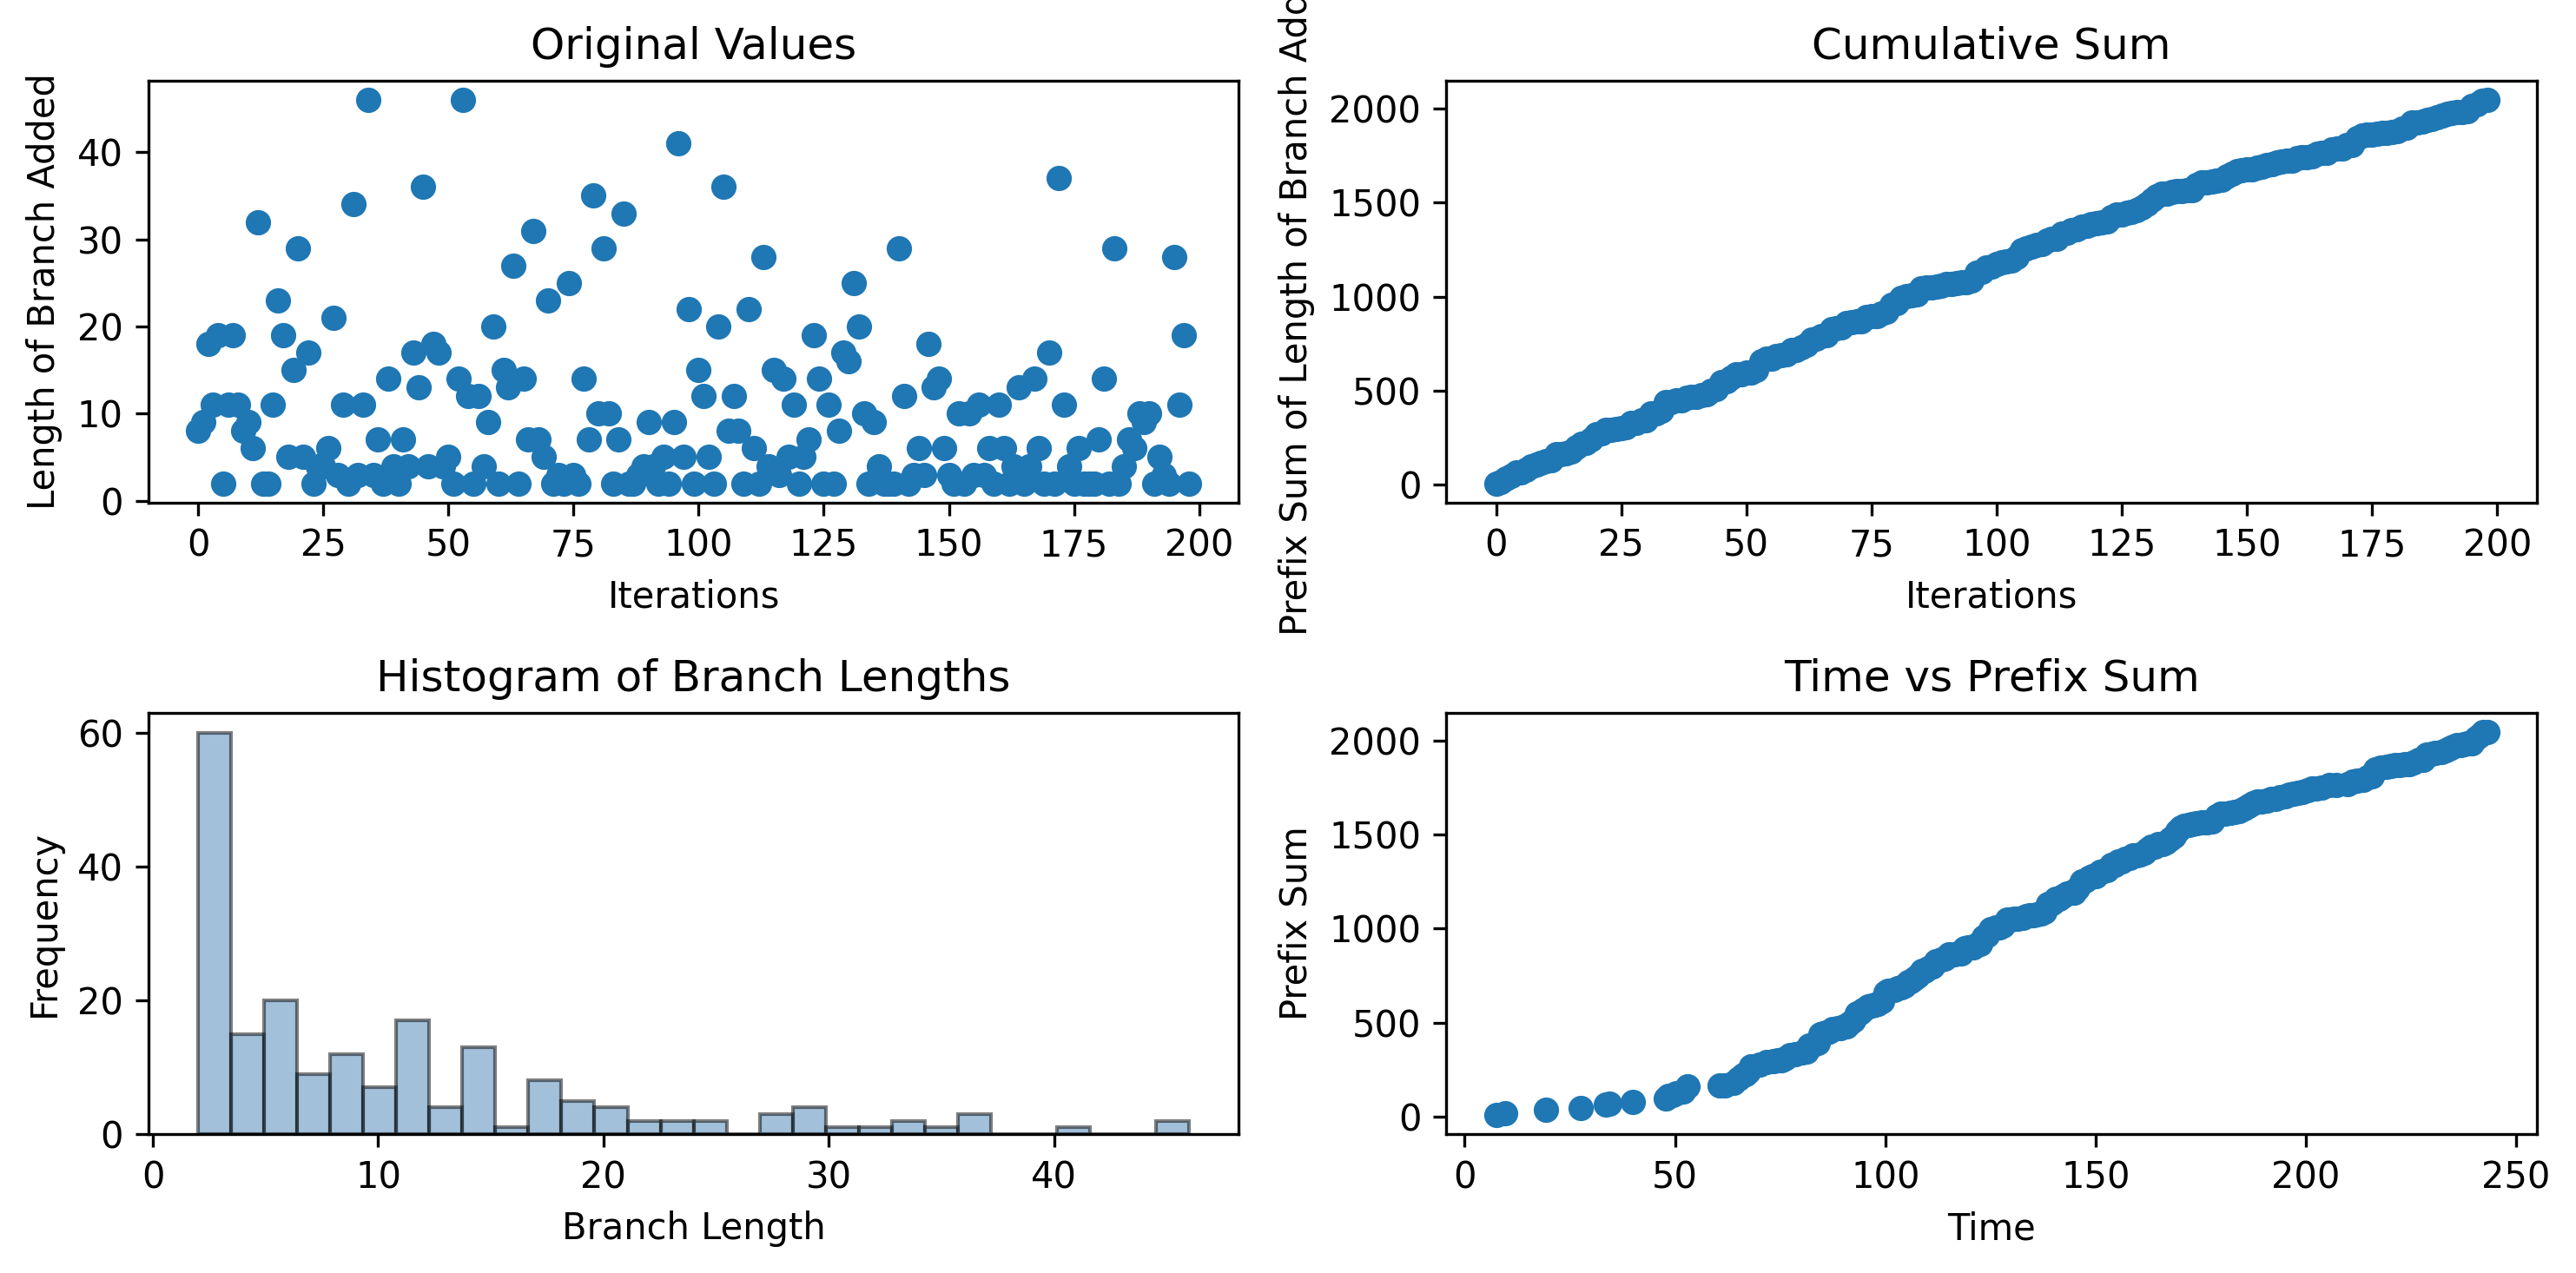 Original Values
Length of Branch Added
40
30
20
10
0
0 25 50 75 100 125 150 175 200
Iterations
Cumulative Sum
Prefix Sum of Length of Branch
2000
1500
1000
500
0
0 25 50 75 100 125 150 175 200
Iterations
Histogram of Branch Lengths
Frequency
60
40
20
0
0 10 20 30 40
Branch Length
Time vs Prefix Sum
Prefix Sum
2000
1500
1000
500
0
0 50 100 150 200 250
Time